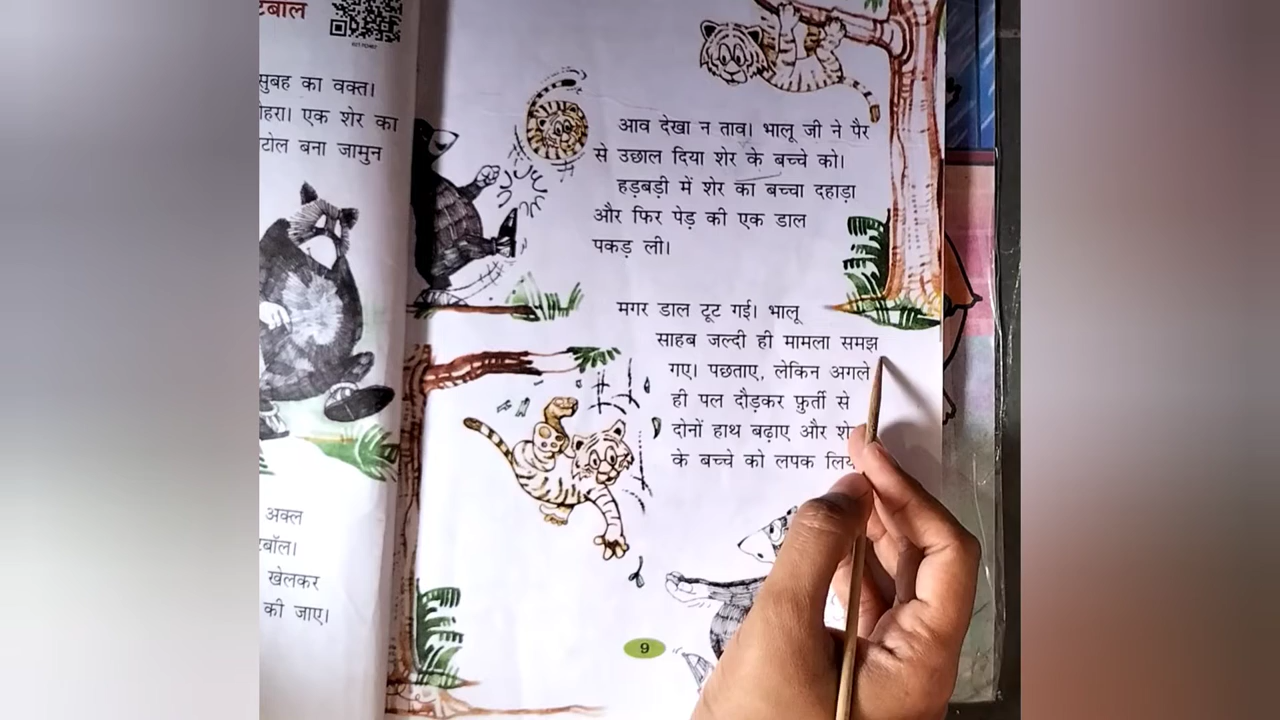 सुबह का वक्त।
एक शेर का
बना जामुन
अक्ल
खेलकर
की जाए।
आव देखा न ताव। भालू जी ने पैर
से उछाल दिया शेर के बच्चे को।
हड़बड़ी में शेर का बच्चा दहाड़ा
और फिर पेड़ की एक डाल
पकड़ ली।
मगर डाल टूट गई। भालू
साहब जल्दी ही मामला समझ
गए। पछताए, लेकिन अगले
ही पल दौड़कर फ़ुर्ती से
दोनों हाथ बढ़ाए और
के बच्चे को लपक
9